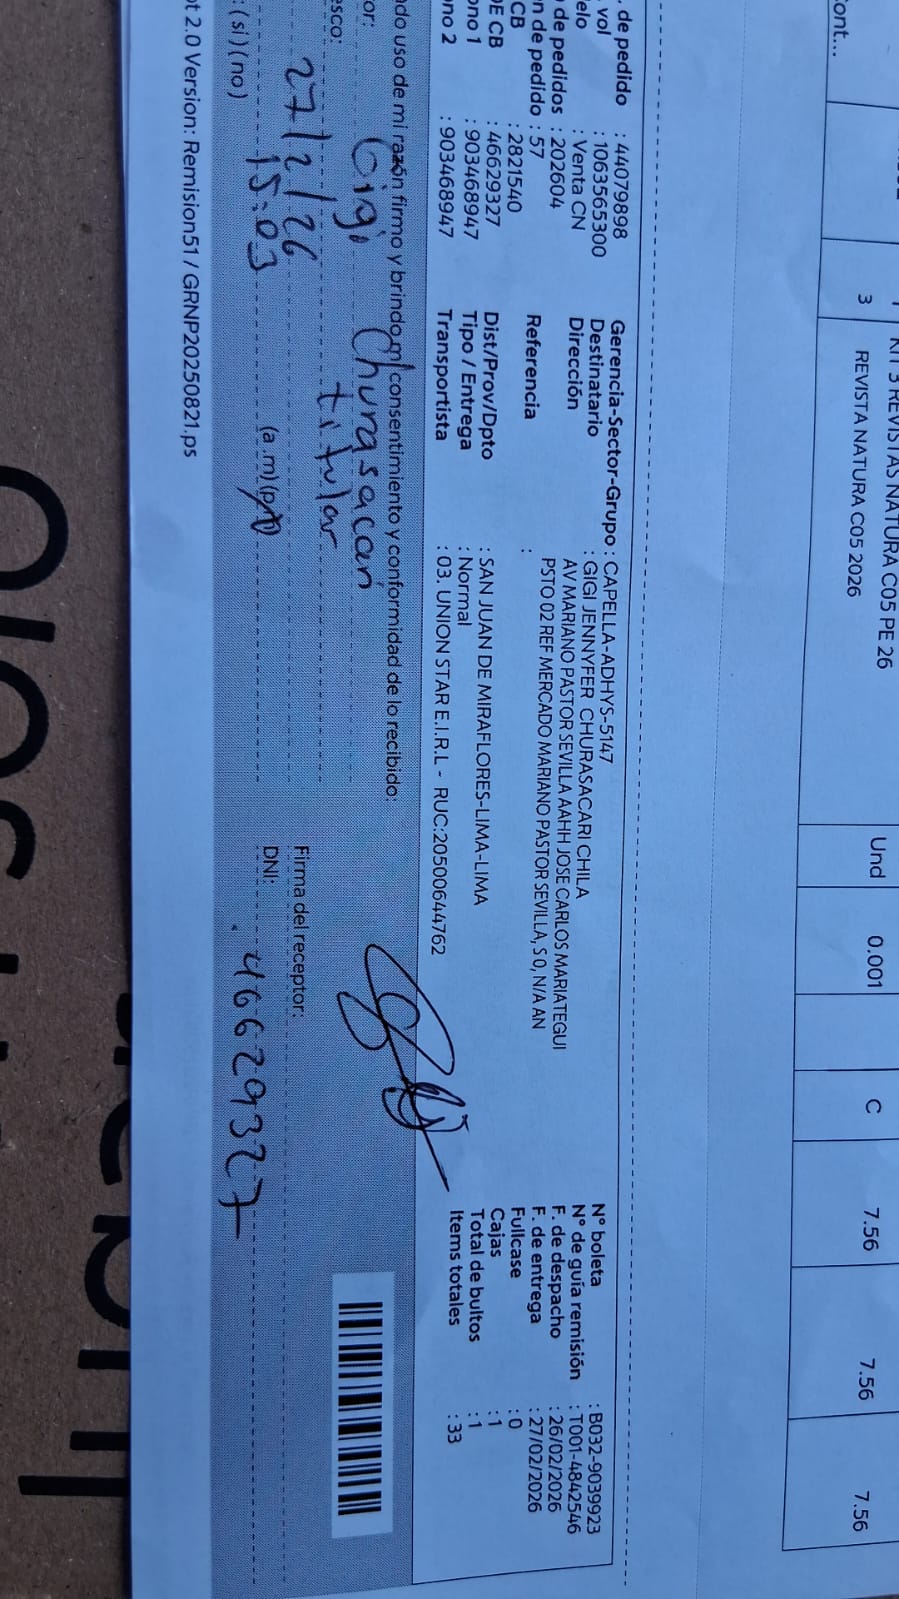 cont...
KIT 3 REVISTAS NATURA C05 PE 26
3 REVISTA NATURA C05 2026 Und 0.001 C 7.56 7.56 7.56
. de pedido : 44079898
vol : 1063565300
elo : Venta CN
de pedidos : 202604
n de pedido : 57
CB : 2821540
E CB : 46629327
ono 1 : 903468947
no 2 : 903468947
Gerencia-Sector-Grupo : CAPELLA-ADHYS-5147
Destinatario : GIGI JENNYFER CHURASACARI CHILA
Dirección : AV MARIANO PASTOR SEVILLA AAHH JOSE CARLOS MARIATEGUI
PSTO 02 REF MERCADO MARIANO PASTOR SEVILLA, S 0, N/A AN
Referencia :
Dist/Prov/Dpto : SAN JUAN DE MIRAFLORES-LIMA-LIMA
Tipo / Entrega : Normal
Transportista : 03. UNION STAR E.I.R.L - RUC:20500644762
N° boleta : B032-9039923
N° de guía remisión : T001-4842546
F. de despacho : 26/02/2026
F. de entrega : 27/02/2026
Fullcase : 0
Cajas : 1
Total de bultos : 1
Items totales : 33
do uso de mi razón firmo y brindo mi consentimiento y conformidad de lo recibido:
or: Gigi Churasacari
esco: titular
27/2/26
Firma del receptor:
15:03 (a.m)(p.m)
DNI: 46629327
: (si) (no)
ot 2.0 Version: Remision51 / GRNP20250821.ps